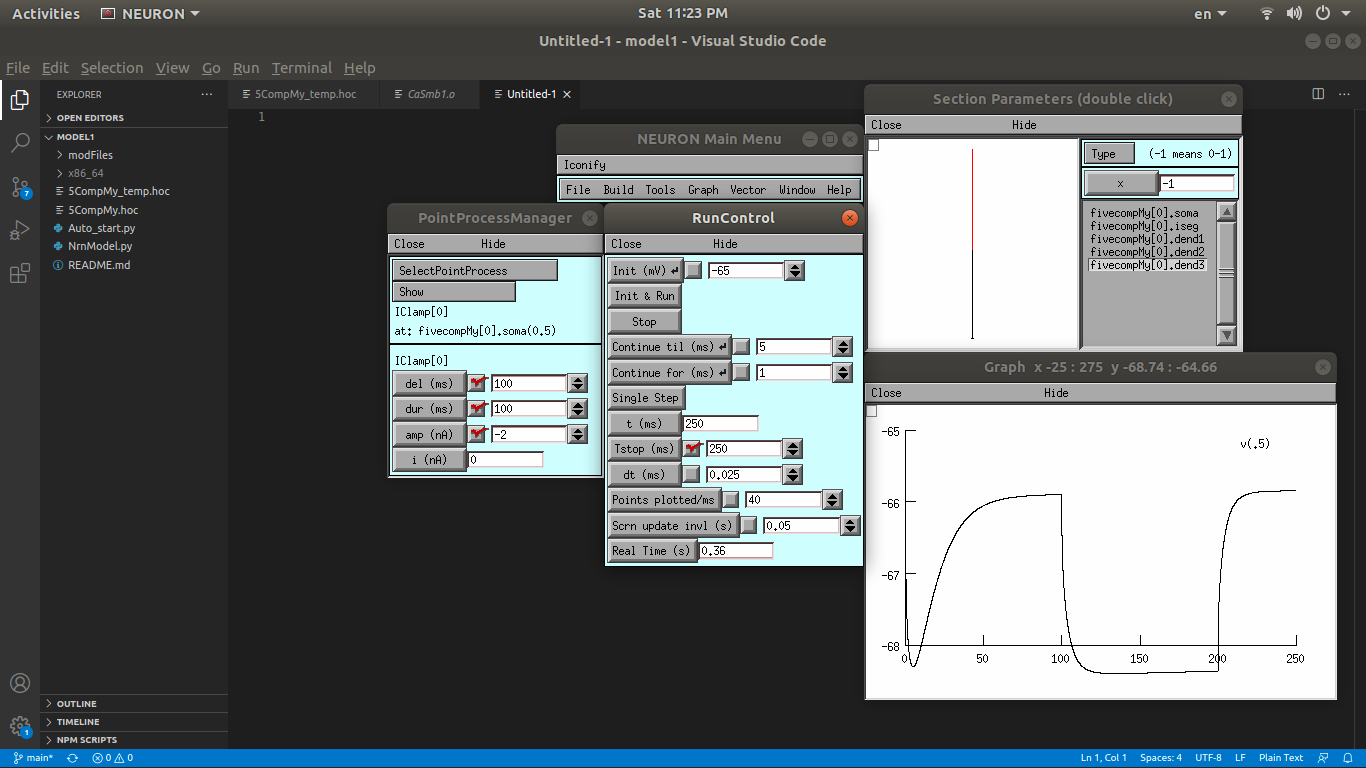 Activities NEURON Sat 11:23 PM en
Untitled-1 - model1 - Visual Studio Code
File Edit Selection View Go Run Terminal Help
EXPLORER
OPEN EDITORS
MODEL1
modFiles
x86_64
5CompMy_temp.hoc
5CompMy.hoc
Auto_start.py
NrnModel.py
README.md
OUTLINE
TIMELINE
NPM SCRIPTS
7
1
5CompMy_temp.hoc CaSmb1.o Untitled-1
1
NEURON Main Menu
Iconify
File Build Tools Graph Vector Window Help
PointProcessManager
Close Hide
SelectPointProcess
Show
IClamp[0]
at: fivecompMy[0].soma(0.5)
IClamp[0]
del (ms) 100
dur (ms) 100
amp (nA) -2
i (nA) 0
RunControl
Close Hide
Init (mV) -65
Init & Run
Stop
Continue til (ms) 5
Continue for (ms) 1
Single Step
t (ms) 250
Tstop (ms) 250
dt (ms) 0.025
Points plotted/ms 40
Scrn update invl (s) 0.05
Real Time (s) 0.36
Section Parameters (double click)
Close Hide
Type (-1 means 0-1)
x -1
fivecompMy[0].soma
fivecompMy[0].iseg
fivecompMy[0].dend1
fivecompMy[0].dend2
fivecompMy[0].dend3
Graph x -25 : 275 y -68.74 : -64.66
Close Hide
-65
v(.5)
-66
-67
-68
0 50 100 150 200 250
main* 0 0 Ln 1, Col 1 Spaces: 4 UTF-8 LF Plain Text